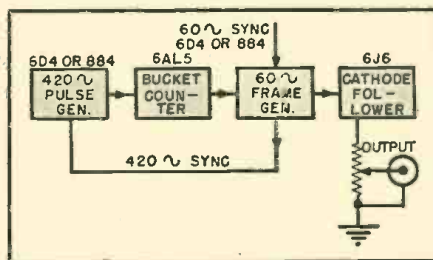 60~ SYNC
6D4 OR 884
6D4 OR 884
420~
PULSE
GEN.
6AL5
BUCKET
COUN-
TER
60~
FRAME
GEN.
6J6
CATHODE
FOL-
LOWER
420~ SYNC
OUTPUT